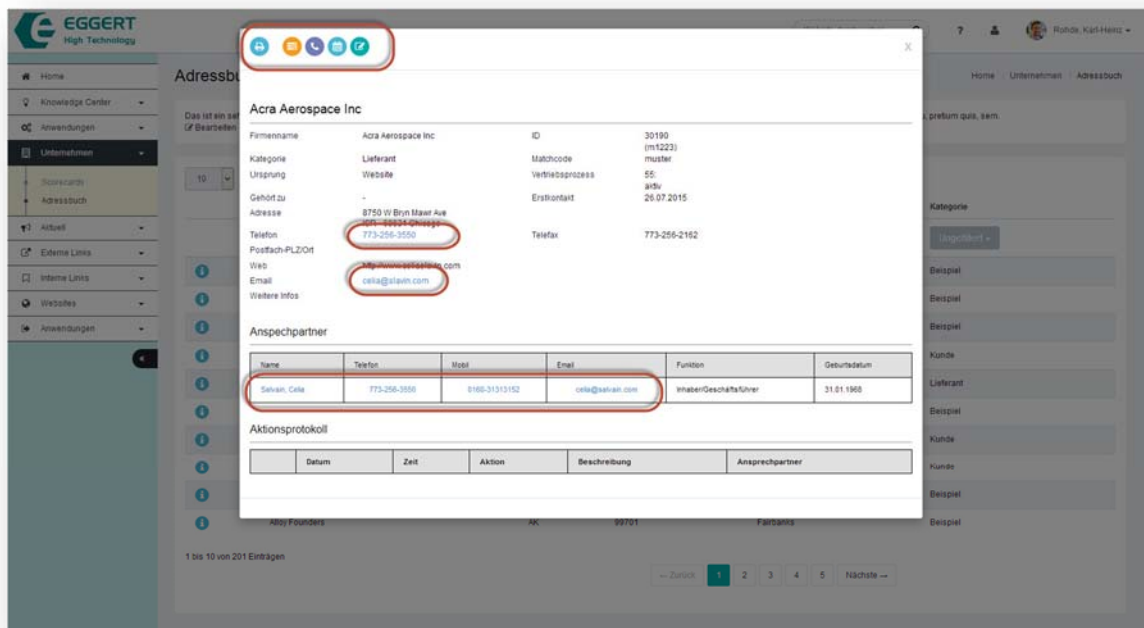 EGGERT
High Technology
? Rohde, Karl-Heinz
X
Home
Adressbu
Home Unternehmen Adressbuch
Knowledge Center
Acra Aerospace Inc
Das ist ein
, pretium quis, sem.
Anwendungen
Bearbeiten
Firmenname Acra Aerospace Inc ID 30190
(m1223)
Unternehmen
Kategorie Lieferant Matchcode muster
Ursprung Website Vertriebsprozess 55:
aktiv
10
Scorecards
Gehört zu - Erstkontakt 26.07.2015
Adressbuch
Adresse 8750 W Bryn Mawr Ave
Kategorie
Aktuell
Telefon 773-256-3550 Telefax 773-256-2162
Ungefiltert
Postfach-PLZ/Ort
Externe Links
Web
Beispiel
Interne Links
Email celia@slavin.com
Weitere Infos
Beispiel
Websites
Anwendungen
Anspechpartner
Beispiel
Name Telefon Mobil Email Funktion Geburtsdatum
Kunde
Selvain, Celia 773-256-3550 0160-31313152 celia@selvain.com Inhaber/Geschäftsführer 31.01.1968
Lieferant
Beispiel
Aktionsprotokoll
Kunde
Datum Zeit Aktion Beschreibung Ansprechpartner
Kunde
Beispiel
Alloy Founders AK 99701 Fairbanks Beispiel
1 bis 10 von 201 Einträgen
← Zurück 1 2 3 4 5 Nächste →